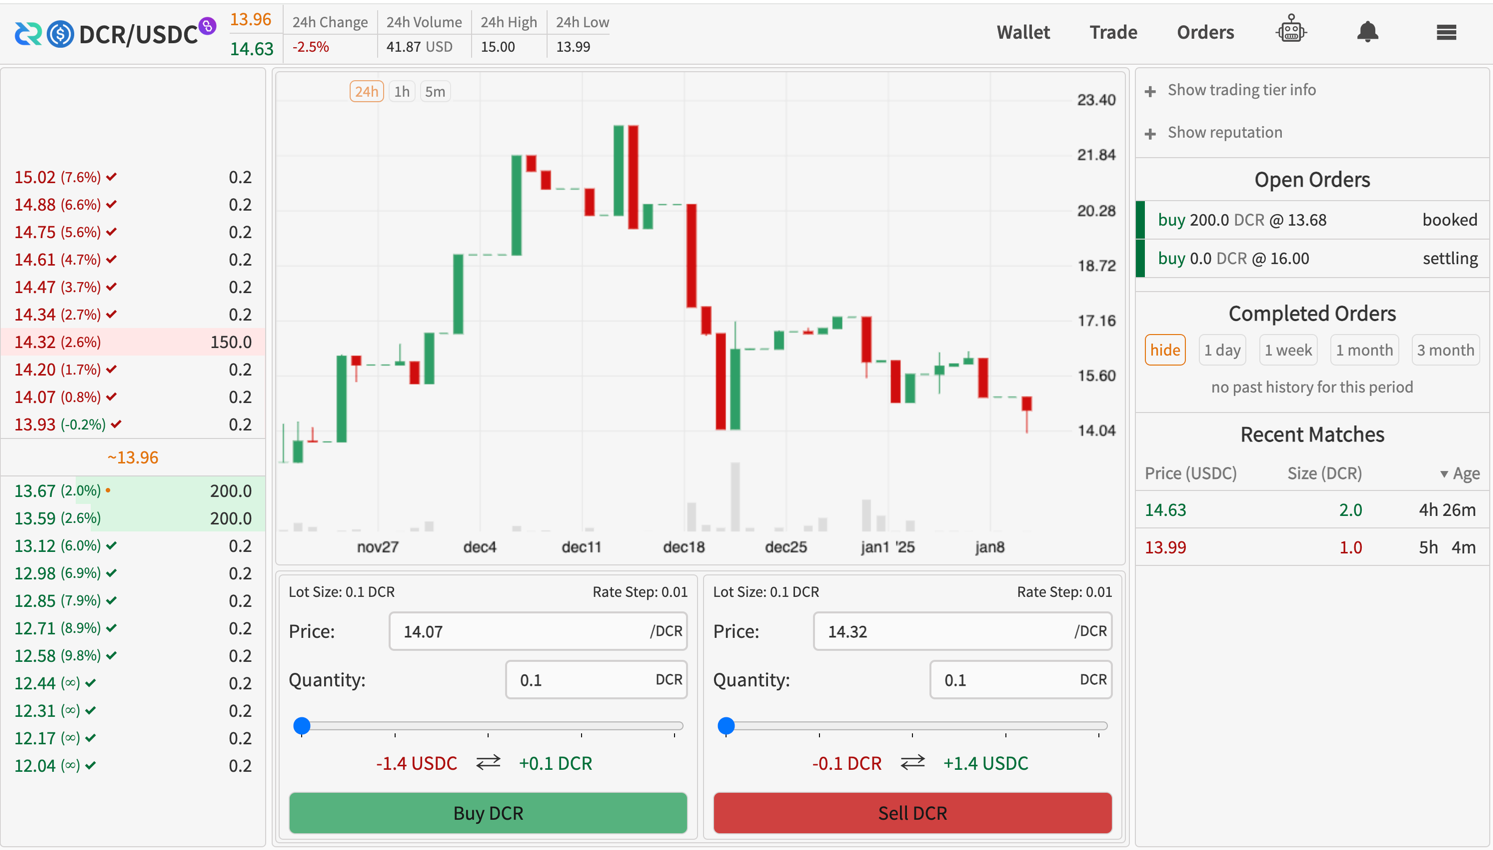 DCR/USDC
13.96
14.63
24h Change
-2.5%
24h Volume
41.87 USD
24h High
15.00
24h Low
13.99
Wallet
Trade
Orders
15.02 (7.6%) ✔ 0.2
14.88 (6.6%) ✔ 0.2
14.75 (5.6%) ✔ 0.2
14.61 (4.7%) ✔ 0.2
14.47 (3.7%) ✔ 0.2
14.34 (2.7%) ✔ 0.2
14.32 (2.6%) 150.0
14.20 (1.7%) ✔ 0.2
14.07 (0.8%) ✔ 0.2
13.93 (-0.2%) ✔ 0.2
~13.96
13.67 (2.0%) • 200.0
13.59 (2.6%) 200.0
13.12 (6.0%) ✔ 0.2
12.98 (6.9%) ✔ 0.2
12.85 (7.9%) ✔ 0.2
12.71 (8.9%) ✔ 0.2
12.58 (9.8%) ✔ 0.2
12.44 (∞) ✔ 0.2
12.31 (∞) ✔ 0.2
12.17 (∞) ✔ 0.2
12.04 (∞) ✔ 0.2
24h 1h 5m
23.40
21.84
20.28
18.72
17.16
15.60
14.04
nov27 dec4 dec11 dec18 dec25 jan1 '25 jan8
Lot Size: 0.1 DCR Rate Step: 0.01
Price: 14.07 /DCR
Quantity: 0.1 DCR
-1.4 USDC ⇄ +0.1 DCR
Buy DCR
Lot Size: 0.1 DCR Rate Step: 0.01
Price: 14.32 /DCR
Quantity: 0.1 DCR
-0.1 DCR ⇄ +1.4 USDC
Sell DCR
+ Show trading tier info
+ Show reputation
Open Orders
buy 200.0 DCR @ 13.68 booked
buy 0.0 DCR @ 16.00 settling
Completed Orders
hide 1 day 1 week 1 month 3 month
no past history for this period
Recent Matches
Price (USDC) Size (DCR) ▼ Age
14.63 2.0 4h 26m
13.99 1.0 5h 4m